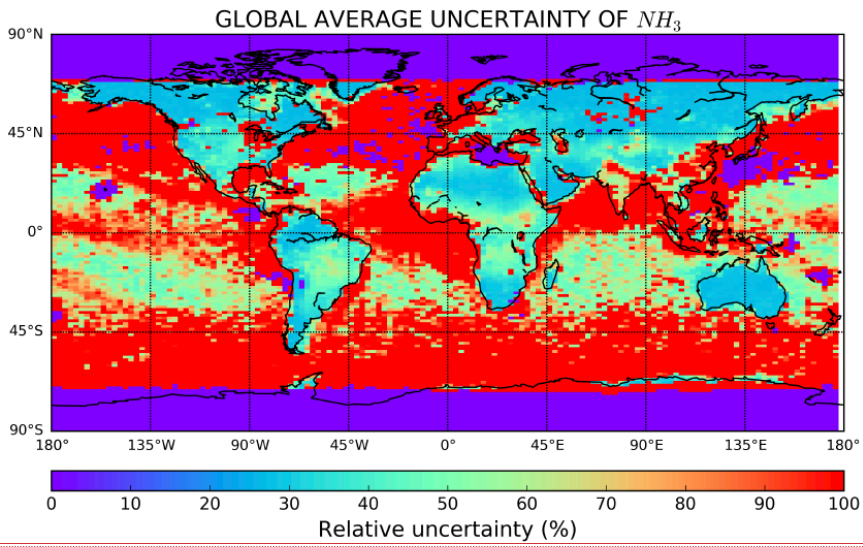 GLOBAL AVERAGE UNCERTAINTY OF NH₃
90°N
45°N
0°
45°S
90°S
180° 135°W 90°W 45°W 0° 45°E 90°E 135°E 180°
0 10 20 30 40 50 60 70 80 90 100
Relative uncertainty (%)